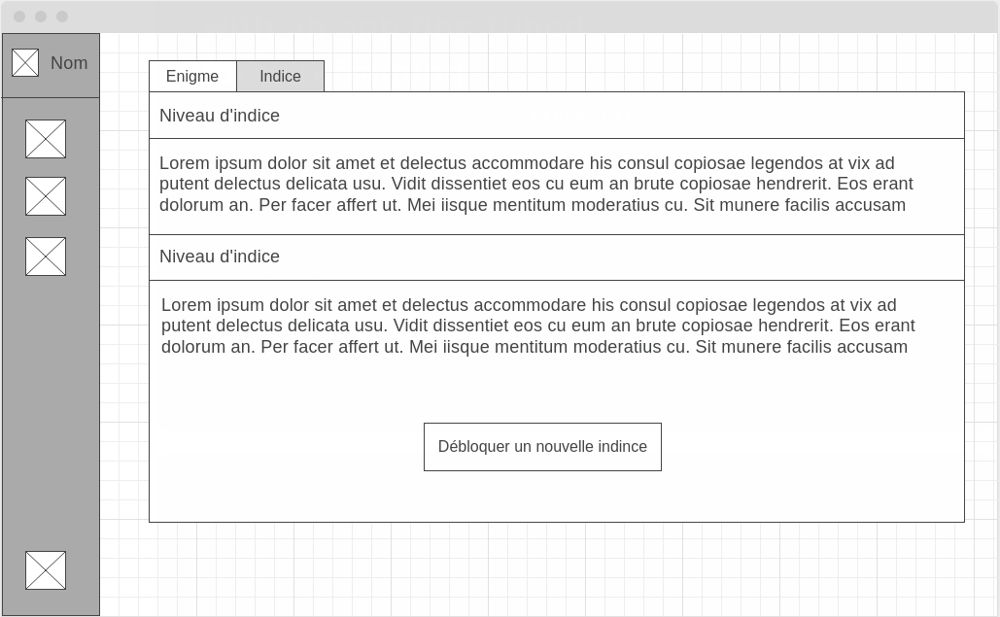 Nom
Enigme
Indice
Niveau d'indice
Lorem ipsum dolor sit amet et delectus accommodare his consul copiosae legendos at vix ad
putent delectus delicata usu. Vidit dissentiet eos cu eum an brute copiosae hendrerit. Eos erant
dolorum an. Per facer affert ut. Mei iisque mentitum moderatius cu. Sit munere facilis accusam
Niveau d'indice
Lorem ipsum dolor sit amet et delectus accommodare his consul copiosae legendos at vix ad
putent delectus delicata usu. Vidit dissentiet eos cu eum an brute copiosae hendrerit. Eos erant
dolorum an. Per facer affert ut. Mei iisque mentitum moderatius cu. Sit munere facilis accusam
Débloquer un nouvelle indince